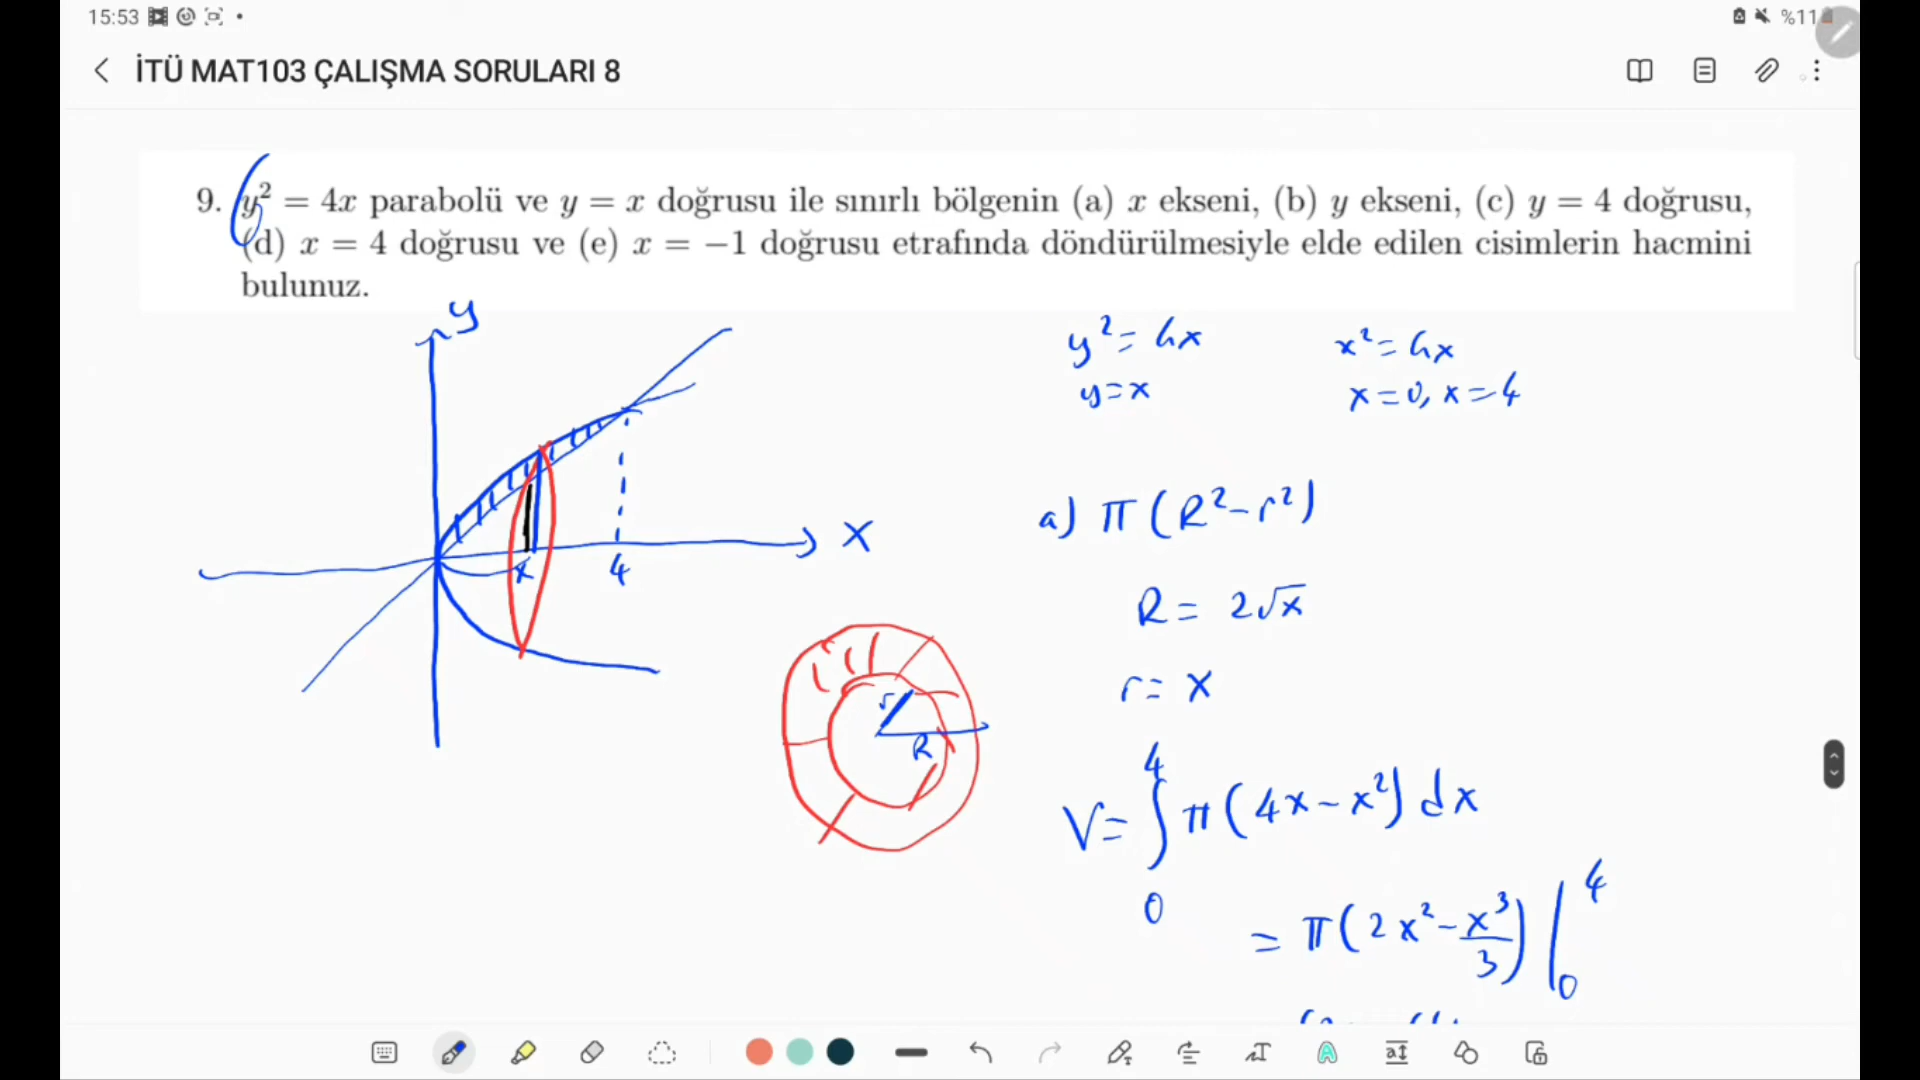 15:53
%11
İTÜ MAT103 ÇALIŞMA SORULARI 8
9. y² = 4x parabolü ve y = x doğrusu ile sınırlı bölgenin (a) x ekseni, (b) y ekseni, (c) y = 4 doğrusu,
(d) x = 4 doğrusu ve (e) x = −1 doğrusu etrafında döndürülmesiyle elde edilen cisimlerin hacmini
bulunuz.
y
x
x
4
r
R
y² = 4x
y = x
x² = 4x
x = 0, x = 4
a) π (R² − r²)
R = 2√x
r = x
V = ∫₀⁴ π (4x − x²) dx
= π (2x² − x³/3) |₀⁴